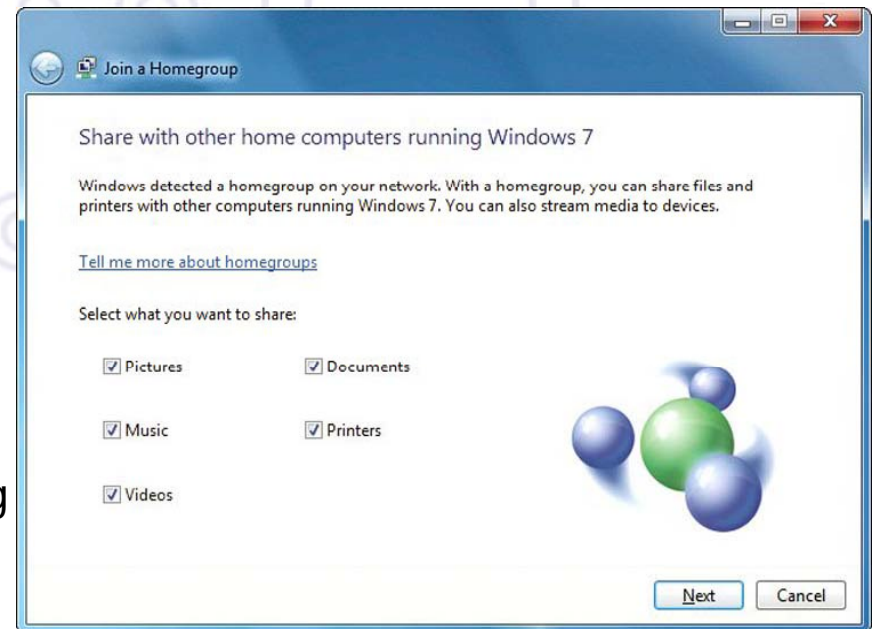 Join a Homegroup
Share with other home computers running Windows 7
Windows detected a homegroup on your network. With a homegroup, you can share files and
printers with other computers running Windows 7. You can also stream media to devices.
Tell me more about homegroups
Select what you want to share:
Pictures
Documents
Music
Printers
Videos
g
Next
Cancel